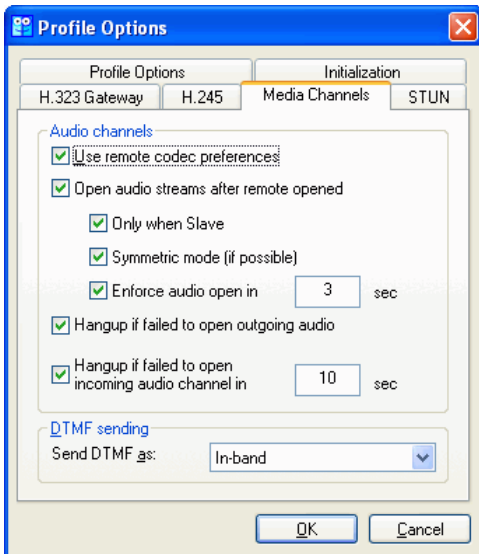 Profile Options
Profile Options Initialization
H.323 Gateway H.245 Media Channels STUN
Audio channels
Use remote codec preferences
Open audio streams after remote opened
Only when Slave
Symmetric mode (if possible)
Enforce audio open in 3 sec
Hangup if failed to open outgoing audio
Hangup if failed to open
incoming audio channel in 10 sec
DTMF sending
Send DTMF as: In-band
OK Cancel